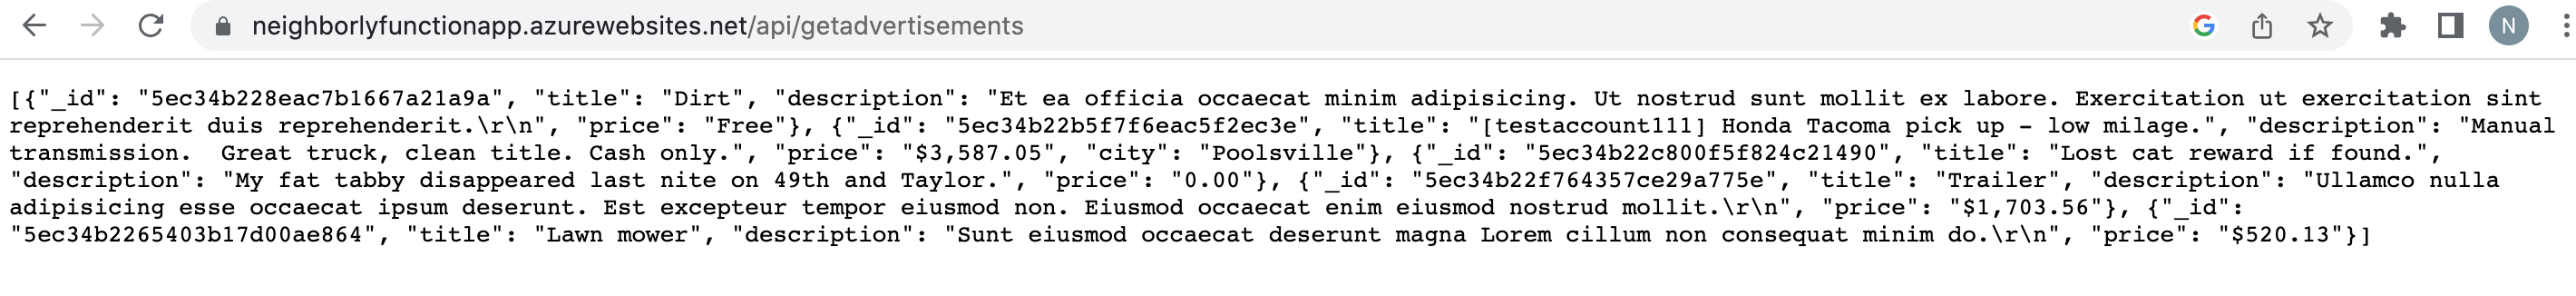 neighborlyfunctionapp.azurewebsites.net/api/getadvertisements
N
[{"_id": "5ec34b228eac7b1667a21a9a", "title": "Dirt", "description": "Et ea officia occaecat minim adipisicing. Ut nostrud sunt mollit ex labore. Exercitation ut exercitation sint
reprehenderit duis reprehenderit.\r\n", "price": "Free"}, {"_id": "5ec34b22b5f7f6eac5f2ec3e", "title": "[testaccount111] Honda Tacoma pick up - low milage.", "description": "Manual
transmission.  Great truck, clean title. Cash only.", "price": "$3,587.05", "city": "Poolsville"}, {"_id": "5ec34b22c800f5f824c21490", "title": "Lost cat reward if found.",
"description": "My fat tabby disappeared last nite on 49th and Taylor.", "price": "0.00"}, {"_id": "5ec34b22f764357ce29a775e", "title": "Trailer", "description": "Ullamco nulla
adipisicing esse occaecat ipsum deserunt. Est excepteur tempor eiusmod non. Eiusmod occaecat enim eiusmod nostrud mollit.\r\n", "price": "$1,703.56"}, {"_id":
"5ec34b2265403b17d00ae864", "title": "Lawn mower", "description": "Sunt eiusmod occaecat deserunt magna Lorem cillum non consequat minim do.\r\n", "price": "$520.13"}]